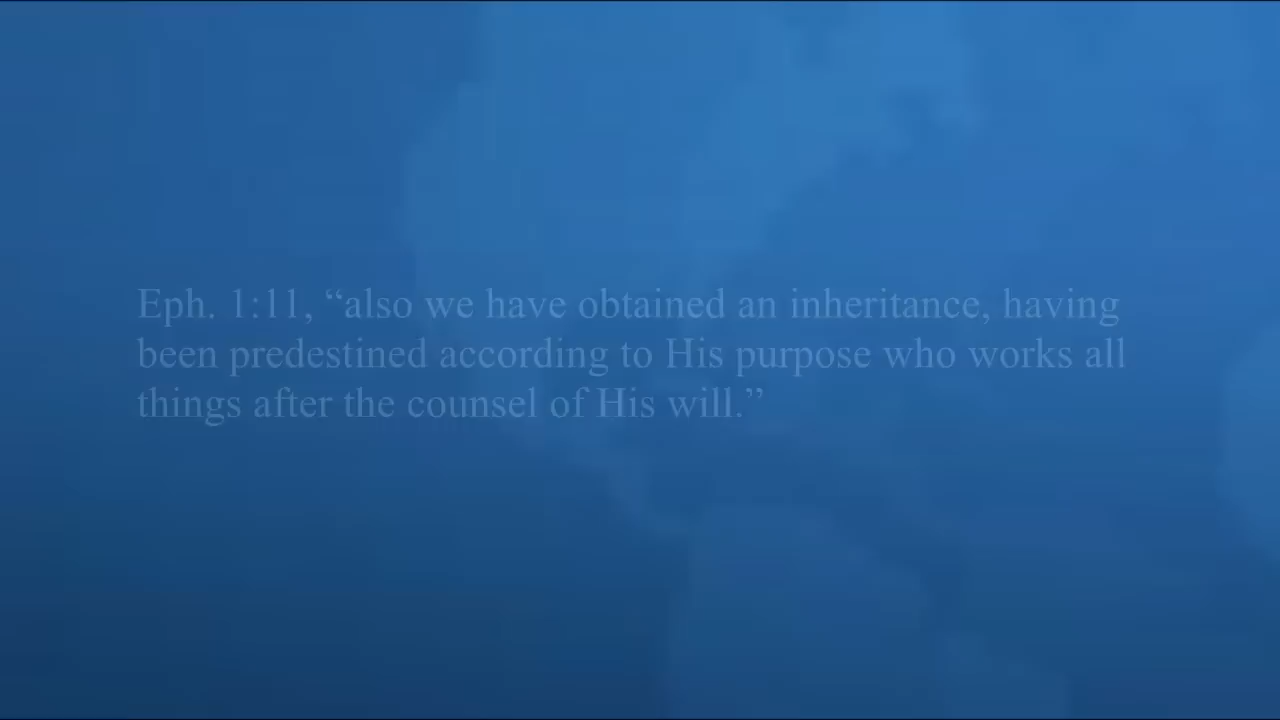 Eph. 1:11, “also we have obtained an inheritance, having
been predestined according to His purpose who works all
things after the counsel of His will.”